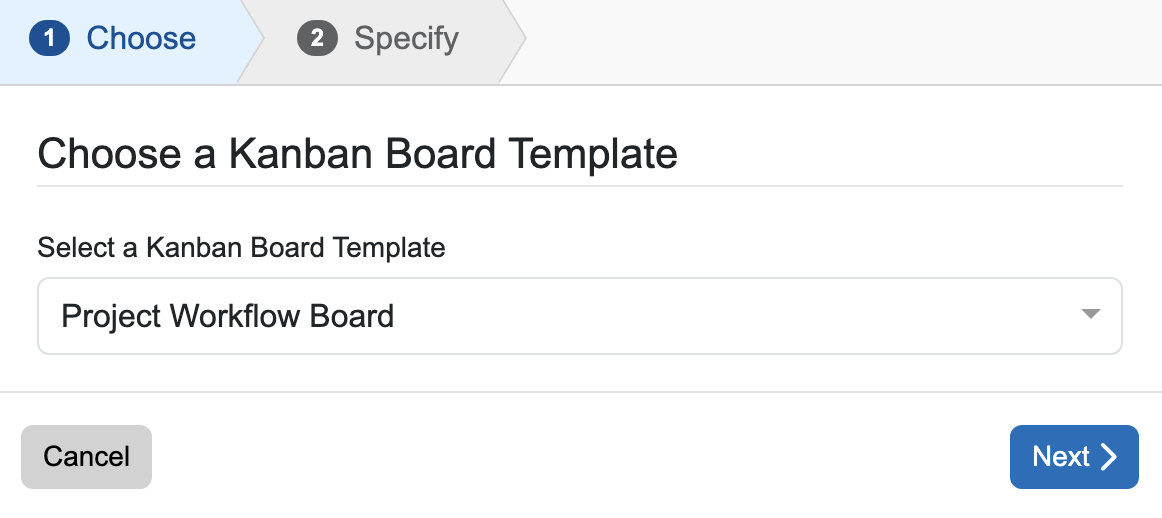 1 Choose
2 Specify
Choose a Kanban Board Template
Select a Kanban Board Template
Project Workflow Board
Cancel
Next